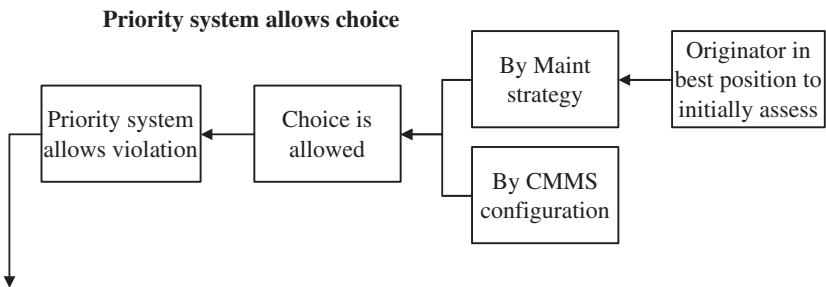 Priority system allows choice
Priority system
allows violation
Choice is
allowed
By Maint
strategy
Originator in
best position to
initially assess
By CMMS
configuration